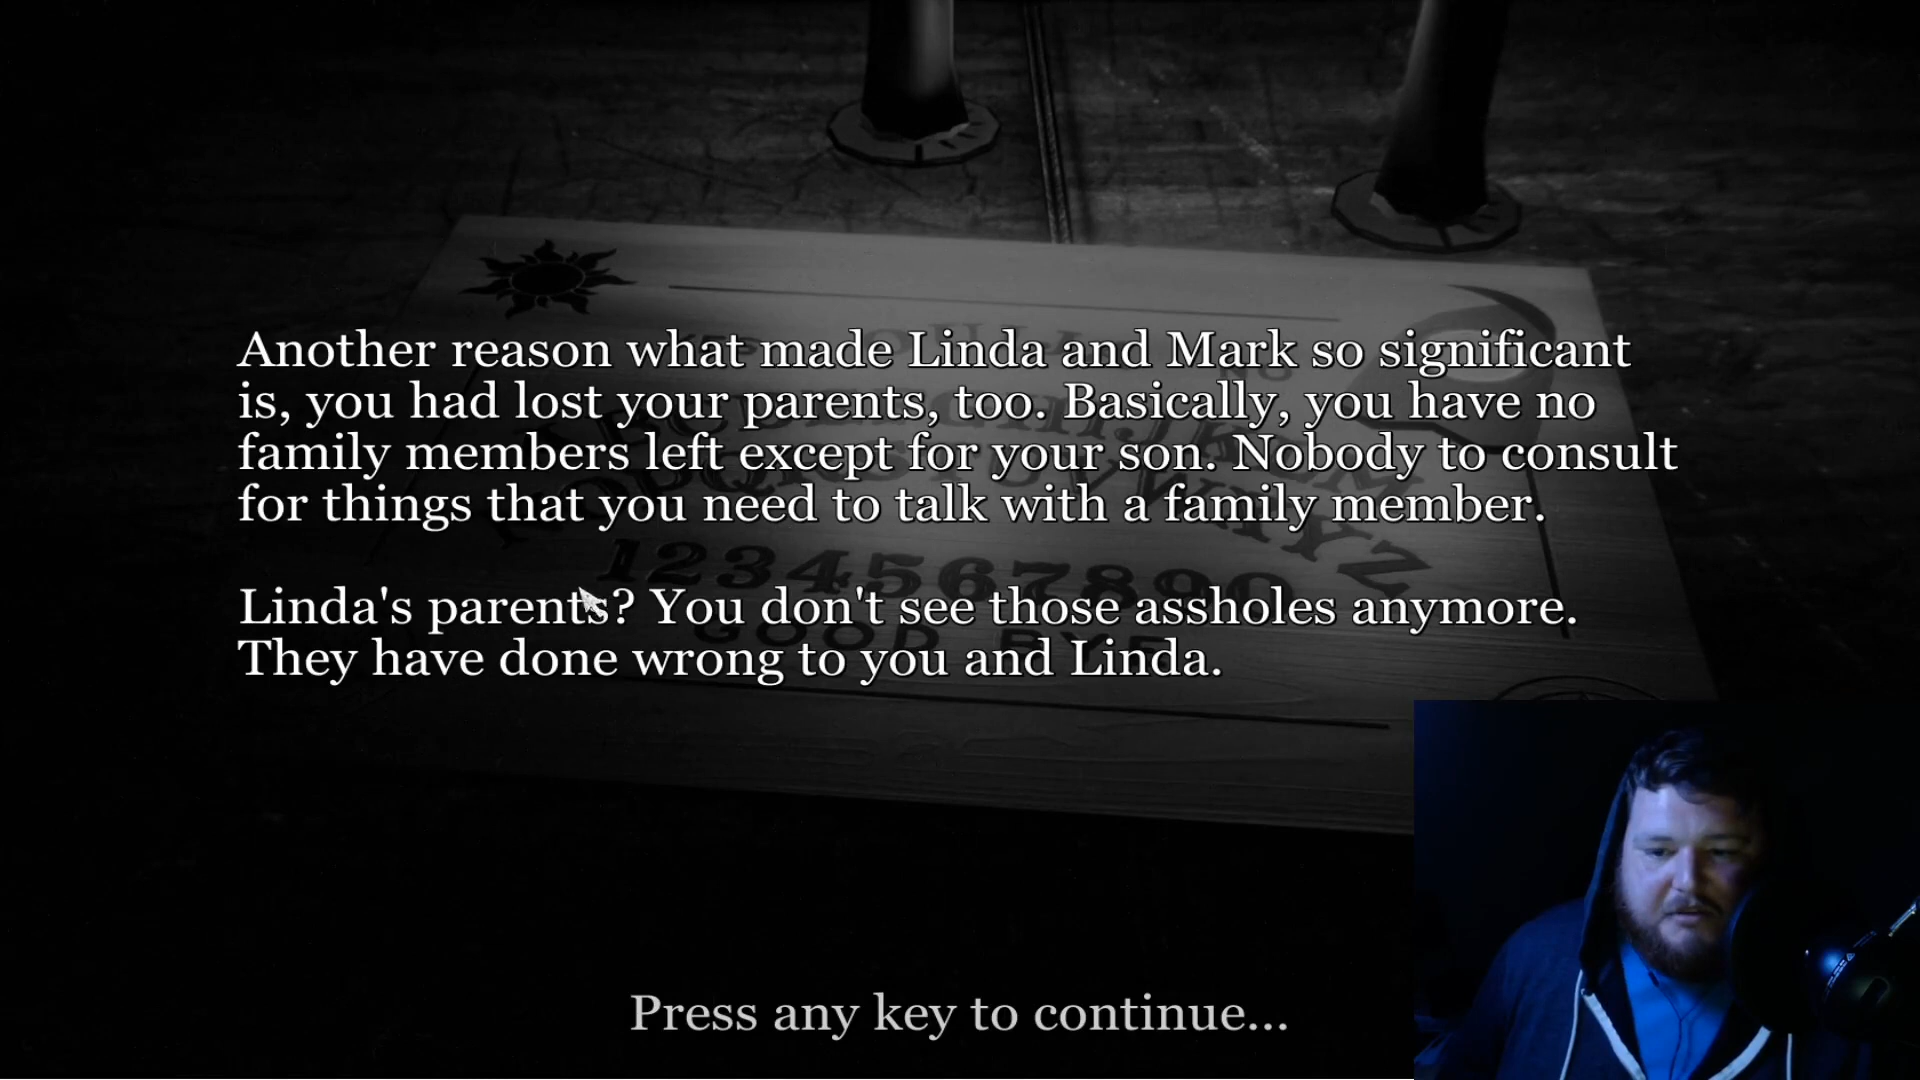 Another reason what made Linda and Mark so significant
is, you had lost your parents, too. Basically, you have no
family members left except for your son. Nobody to consult
for things that you need to talk with a family member.
Linda's parents? You don't see those assholes anymore.
They have done wrong to you and Linda.
1234567890
GOOD BYE
Press any key to continue...